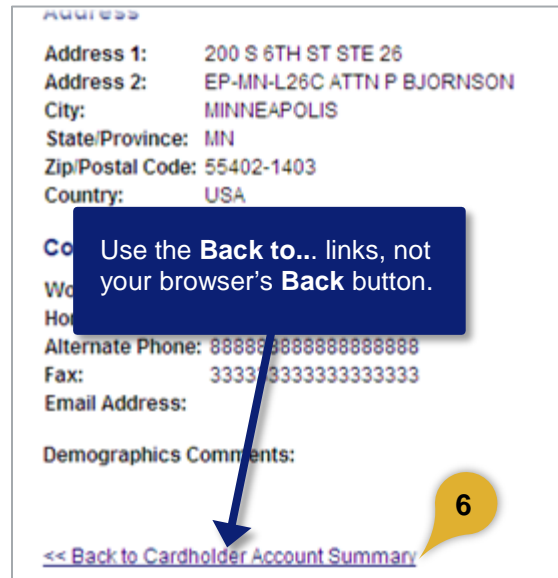 Address
Address 1: 200 S 6TH ST STE 26
Address 2: EP-MN-L26C ATTN P BJORNSON
City: MINNEAPOLIS
State/Province: MN
Zip/Postal Code: 55402-1403
Country: USA
Use the Back to... links, not
your browser's Back button.
Alternate Phone: 888888888888888888
Fax: 333333333333333333
Email Address:
Demographics Comments:
6
<< Back to Cardholder Account Summary